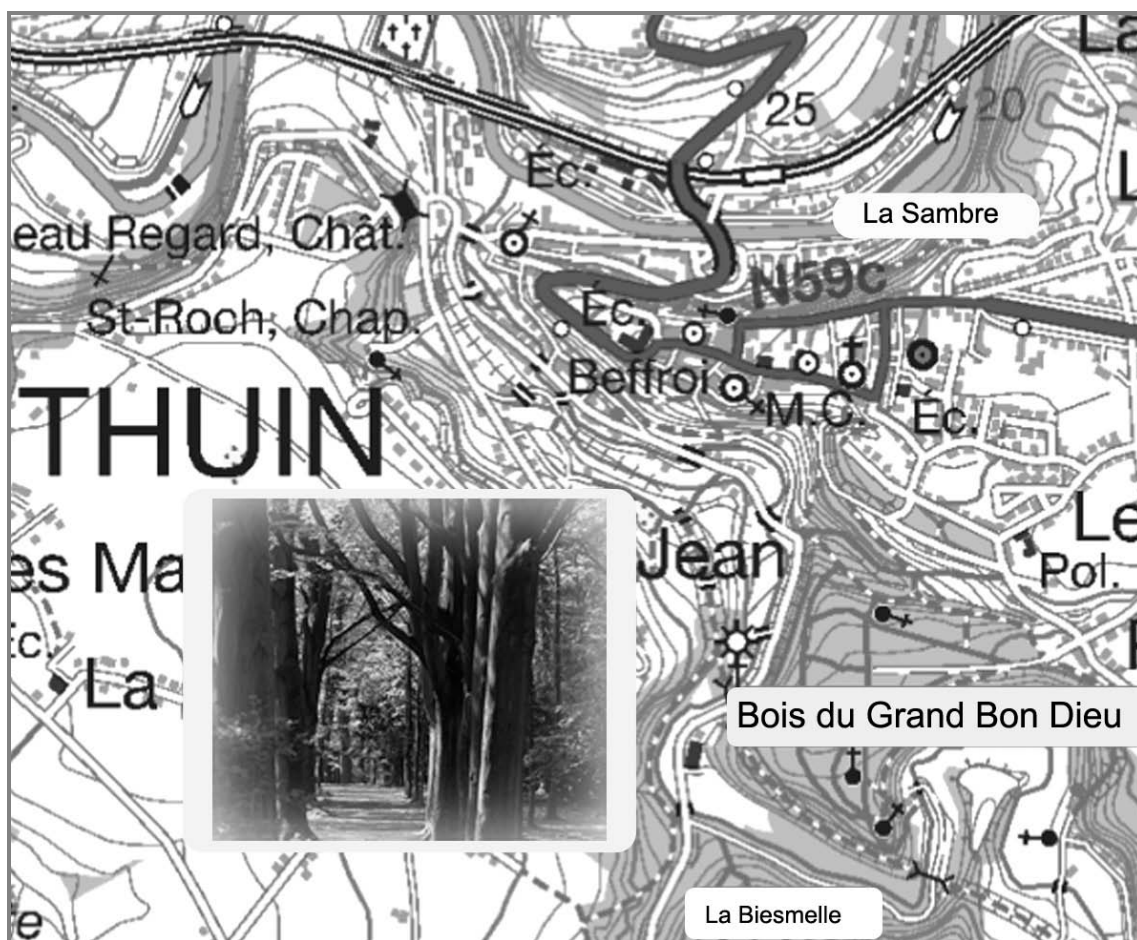 La
25
20
Éc.
L
La Sambre
eau Regard, Chât.
N59c
St-Roch, Chap.
Éc.
Beffroi
M.C.
Éc.
THUIN
Le
es Ma
Jean
Pol.
Éc.
La
Bois du Grand Bon Dieu
La Biesmelle
e